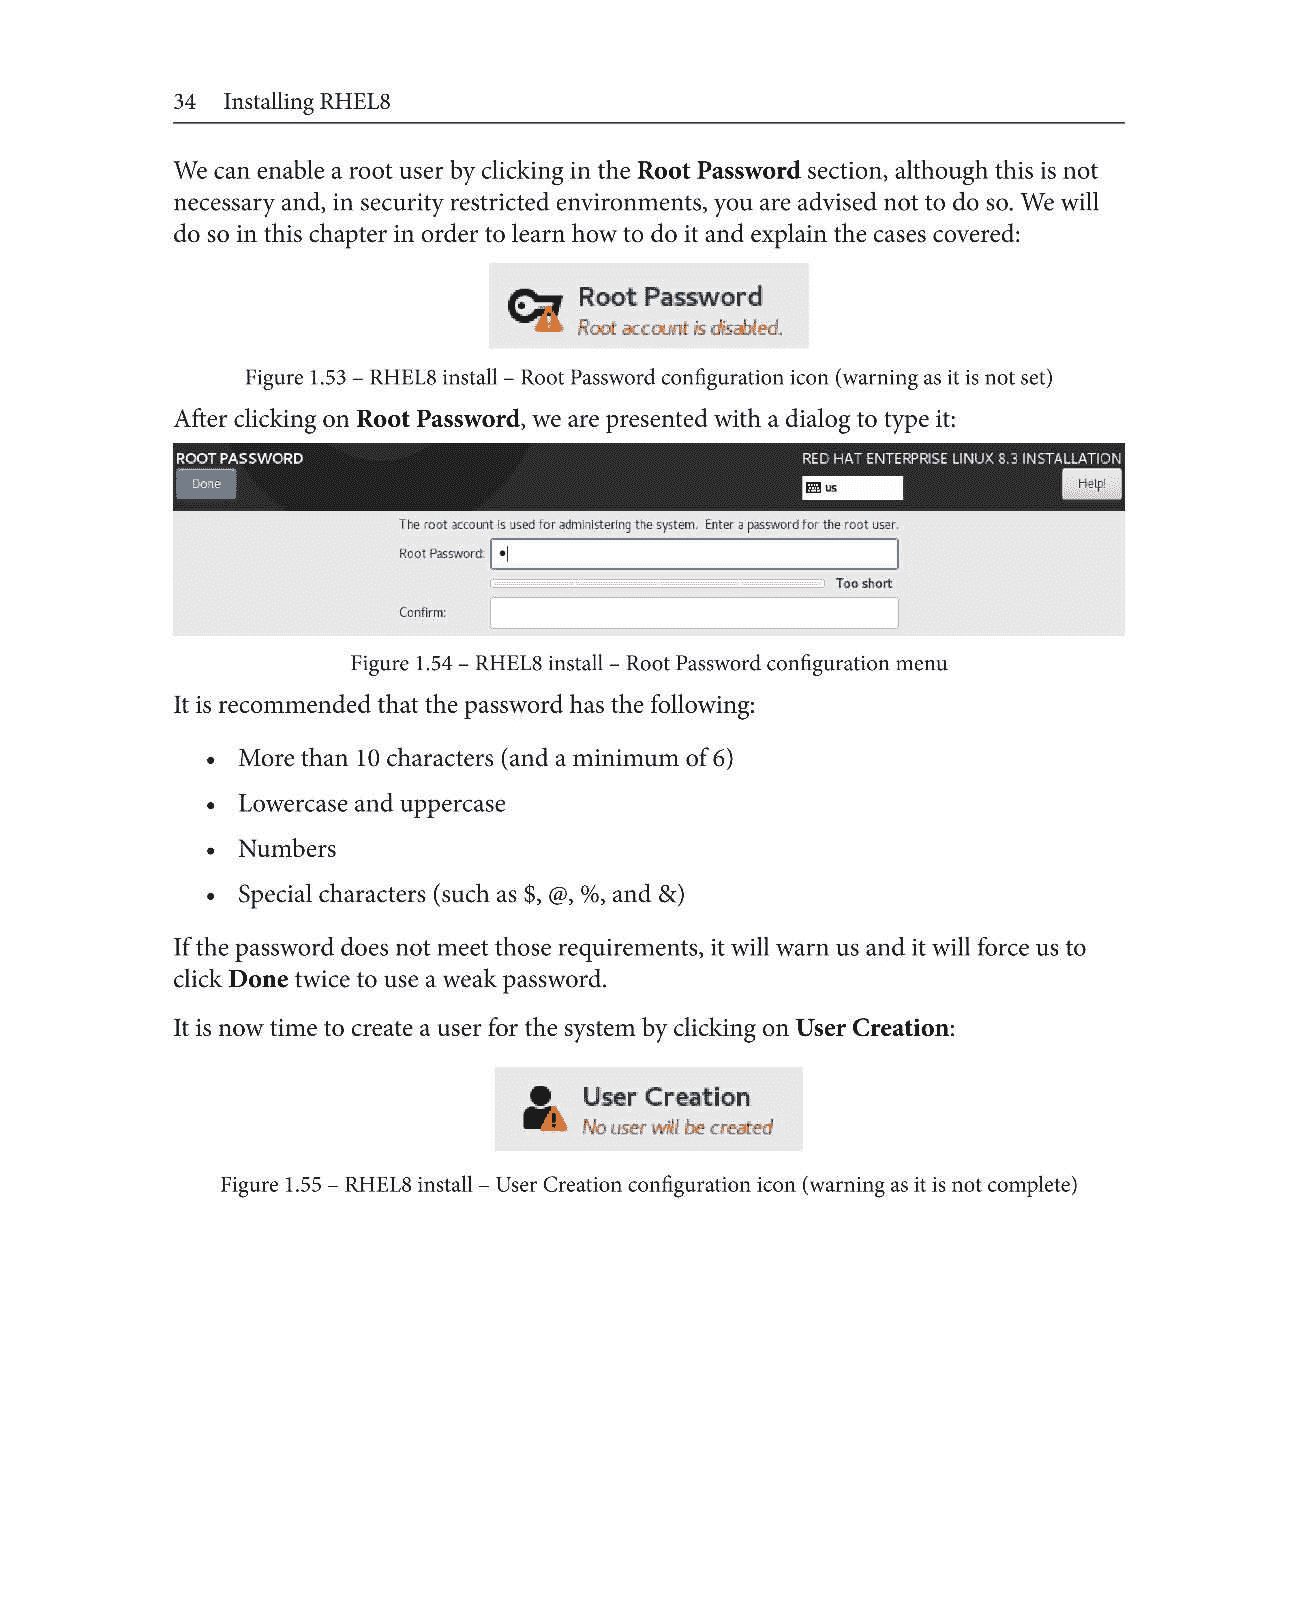 34 Installing RHEL8
We can enable a root user by clicking in the Root Password section, although this is not
necessary and, in security restricted environments, you are advised not to do so. We will
do so in this chapter in order to learn how to do it and explain the cases covered:
Root Password
Root account is disabled.
Figure 1.53 – RHEL8 install – Root Password configuration icon (warning as it is not set)
After clicking on Root Password, we are presented with a dialog to type it:
ROOT PASSWORD RED HAT ENTERPRISE LINUX 8.3 INSTALLATION
Done us Help!
The root account is used for administering the system. Enter a password for the root user.
Root Password: •
Too short
Confirm:
Figure 1.54 – RHEL8 install – Root Password configuration menu
It is recommended that the password has the following:
• More than 10 characters (and a minimum of 6)
• Lowercase and uppercase
• Numbers
• Special characters (such as $, @, %, and &)
If the password does not meet those requirements, it will warn us and it will force us to
click Done twice to use a weak password.
It is now time to create a user for the system by clicking on User Creation:
User Creation
No user will be created
Figure 1.55 – RHEL8 install – User Creation configuration icon (warning as it is not complete)